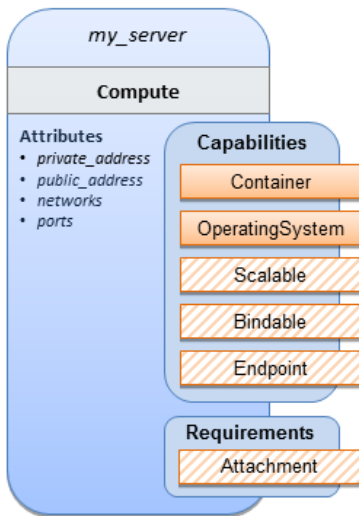 my_server
Compute
Attributes
• private_address
• public_address
• networks
• ports
Capabilities
Container
OperatingSystem
Scalable
Bindable
Endpoint
Requirements
Attachment